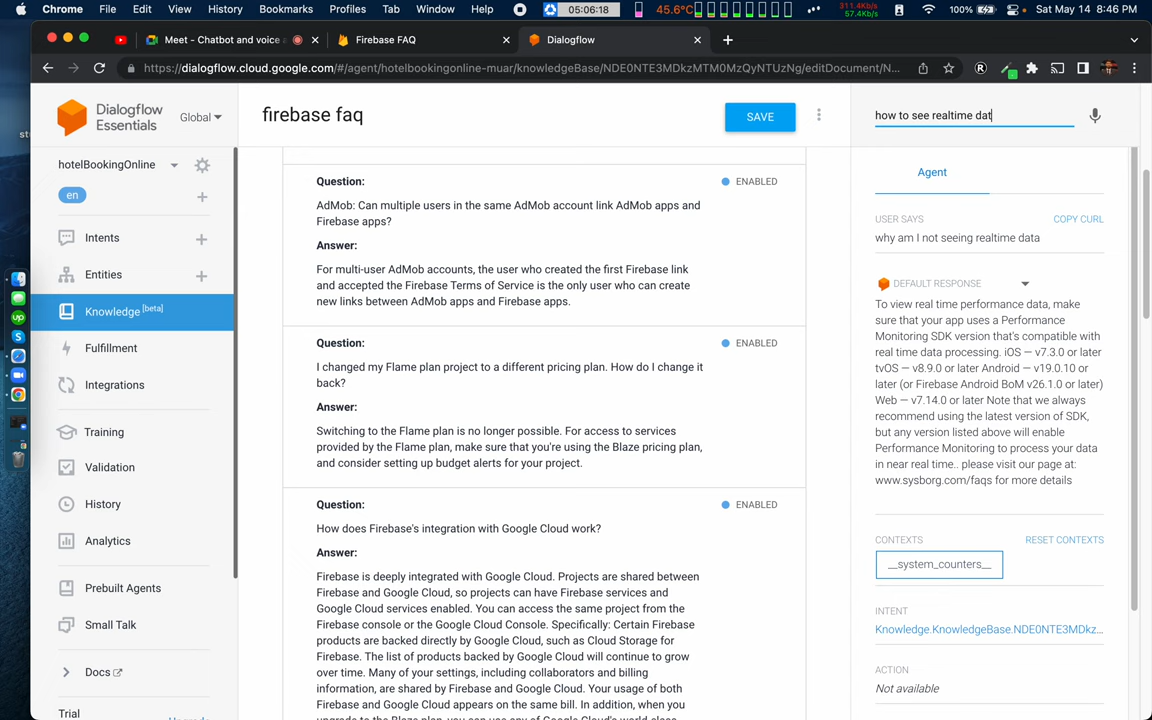 Chrome File Edit View History Bookmarks Profiles Tab Window Help 05:06:18 45.6°C 311.4Kb/s 57.4Kb/s 100% Sat May 14 8:46 PM
Meet - Chatbot and voice a
Firebase FAQ
Dialogflow
https://dialogflow.cloud.google.com/#/agent/hotelbookingonline-muar/knowledgeBase/NDE0NTE3MDkzMTM0MzQyNTUzNg/editDocument/N...
Dialogflow
Essentials
Global
hotelBookingOnline
en
Intents
Entities
Knowledge [beta]
Fulfillment
Integrations
Training
Validation
History
Analytics
Prebuilt Agents
Small Talk
Docs
Trial
Upgrade
firebase faq
SAVE
Question:
ENABLED
AdMob: Can multiple users in the same AdMob account link AdMob apps and
Firebase apps?
Answer:
For multi-user AdMob accounts, the user who created the first Firebase link
and accepted the Firebase Terms of Service is the only user who can create
new links between AdMob apps and Firebase apps.
Question:
ENABLED
I changed my Flame plan project to a different pricing plan. How do I change it
back?
Answer:
Switching to the Flame plan is no longer possible. For access to services
provided by the Flame plan, make sure that you're using the Blaze pricing plan,
and consider setting up budget alerts for your project.
Question:
ENABLED
How does Firebase's integration with Google Cloud work?
Answer:
Firebase is deeply integrated with Google Cloud. Projects are shared between
Firebase and Google Cloud, so projects can have Firebase services and
Google Cloud services enabled. You can access the same project from the
Firebase console or the Google Cloud Console. Specifically: Certain Firebase
products are backed directly by Google Cloud, such as Cloud Storage for
Firebase. The list of products backed by Google Cloud will continue to grow
over time. Many of your settings, including collaborators and billing
information, are shared by Firebase and Google Cloud. Your usage of both
Firebase and Google Cloud appears on the same bill. In addition, when you
how to see realtime dat
Agent
USER SAYS
COPY CURL
why am I not seeing realtime data
DEFAULT RESPONSE
To view real time performance data, make
sure that your app uses a Performance
Monitoring SDK version that's compatible with
real time data processing. iOS – v7.3.0 or later
tvOS – v8.9.0 or later Android – v19.0.10 or
later (or Firebase Android BoM v26.1.0 or later)
Web – v7.14.0 or later Note that we always
recommend using the latest version of SDK,
but any version listed above will enable
Performance Monitoring to process your data
in near real time.. please visit our page at:
www.sysborg.com/faqs for more details
CONTEXTS
RESET CONTEXTS
__system_counters__
INTENT
Knowledge.KnowledgeBase.NDE0NTE3MDkz...
ACTION
Not available